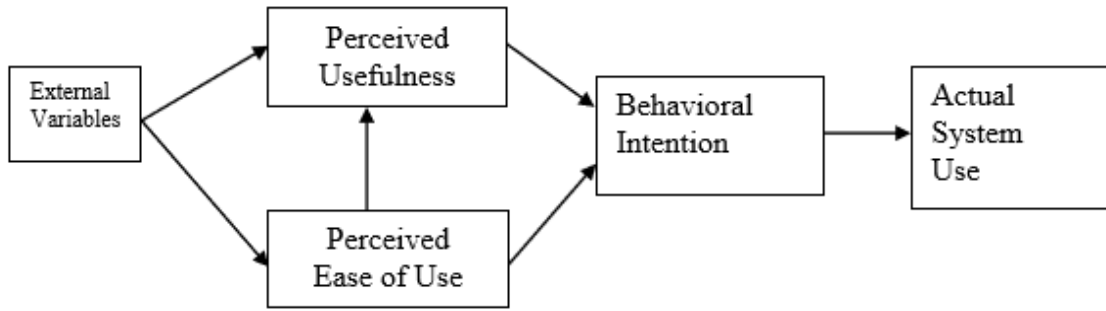 External
Variables
Perceived
Usefulness
Perceived
Ease of Use
Behavioral
Intention
Actual
System
Use